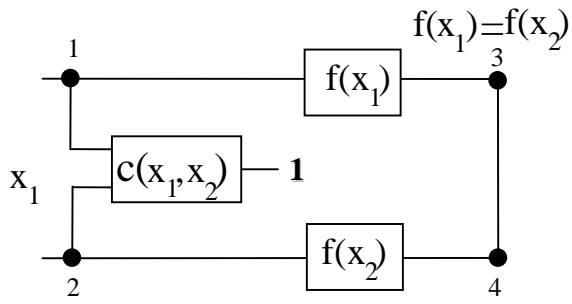 f(x₁)=f(x₂)
1
3
f(x₁)
c(x₁,x₂)
1
x₁
f(x₂)
2
4